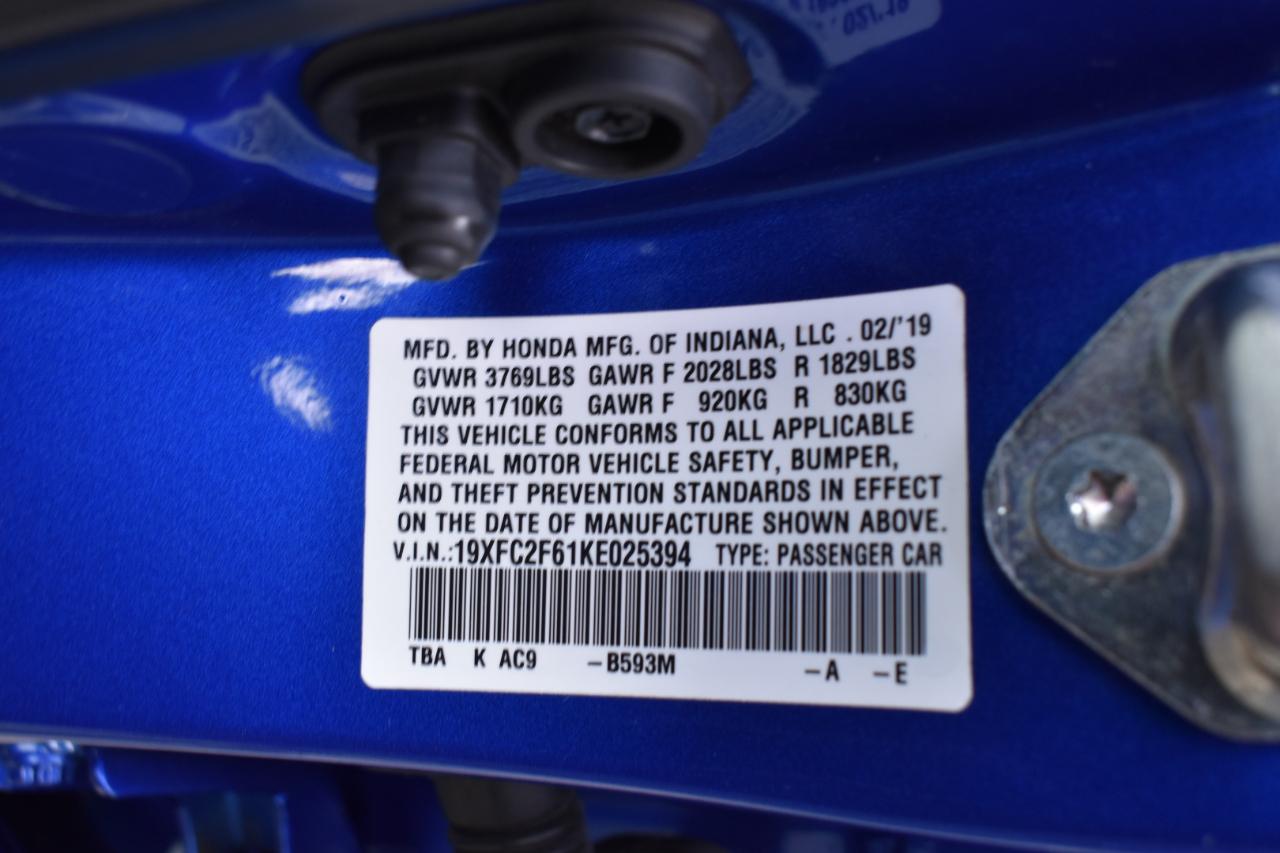 MFD. BY HONDA MFG. OF INDIANA, LLC . 02/'19
GVWR 3769LBS GAWR F 2028LBS R 1829LBS
GVWR 1710KG GAWR F 920KG R 830KG
THIS VEHICLE CONFORMS TO ALL APPLICABLE
FEDERAL MOTOR VEHICLE SAFETY, BUMPER,
AND THEFT PREVENTION STANDARDS IN EFFECT
ON THE DATE OF MANUFACTURE SHOWN ABOVE.
V.I.N.:19XFC2F61KE025394 TYPE: PASSENGER CAR
TBA K AC9 –B593M –A –E